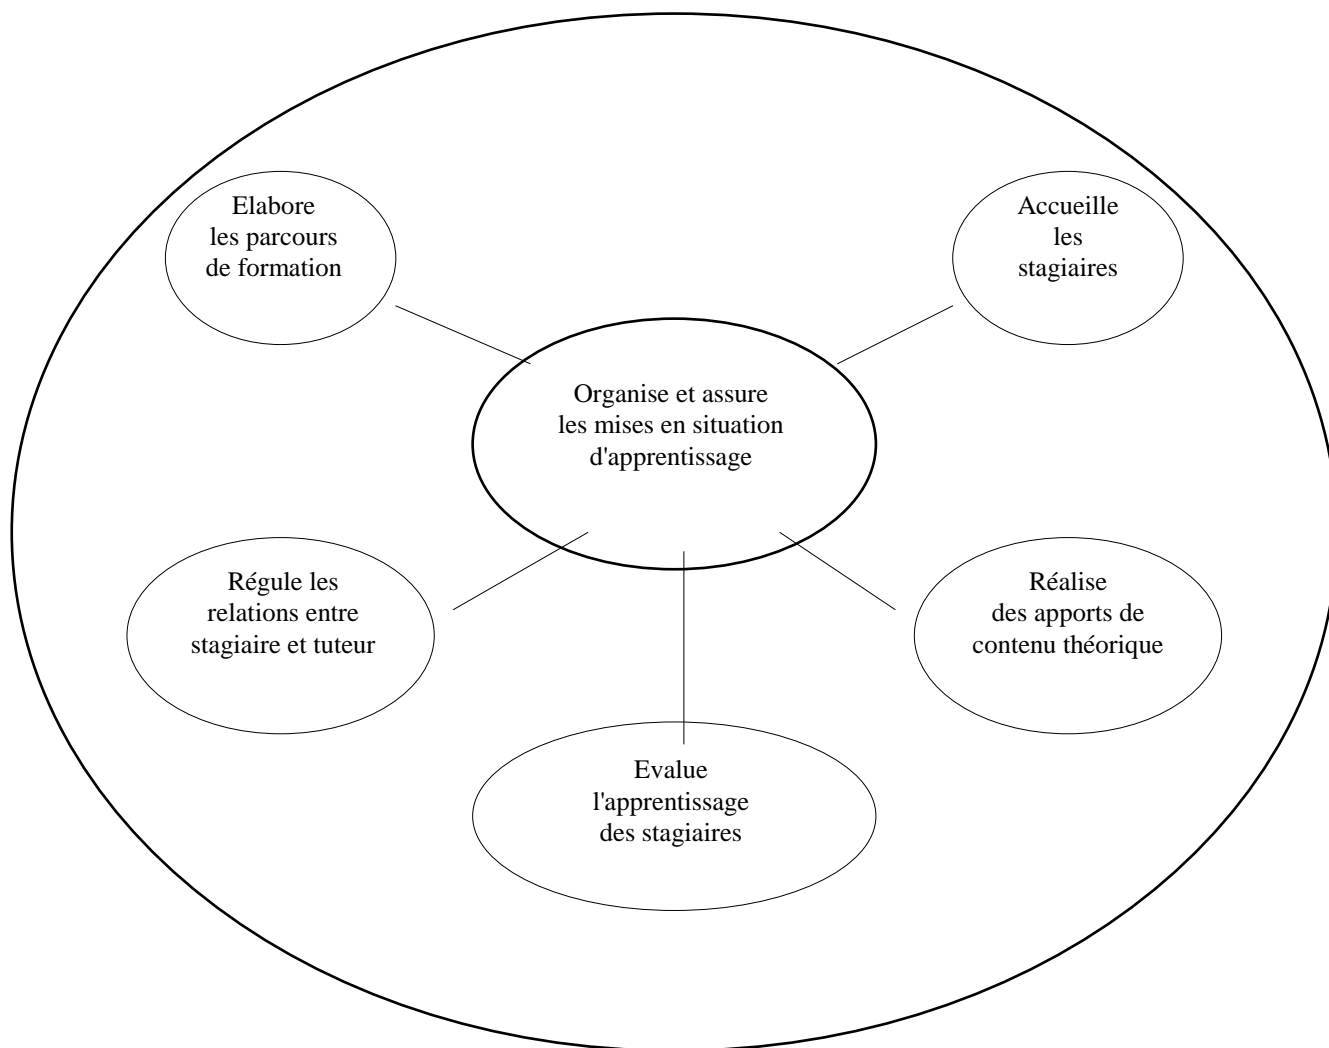 Elabore
les parcours
de formation
Accueille
les
stagiaires
Organise et assure
les mises en situation
d'apprentissage
Régule les
relations entre
stagiaire et tuteur
Réalise
des apports de
contenu théorique
Evalue
l'apprentissage
des stagiaires